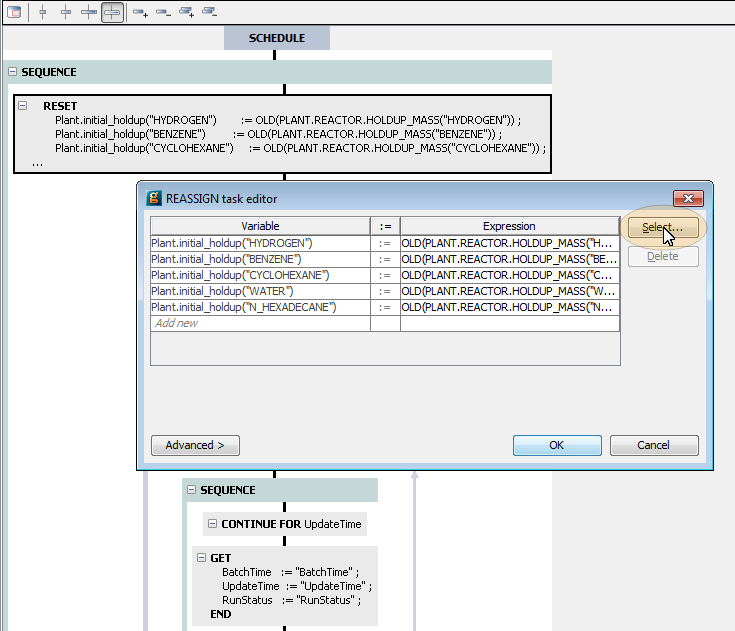 SCHEDULE
SEQUENCE
RESET
Plant.initial_holdup("HYDROGEN") := OLD(PLANT.REACTOR.HOLDUP_MASS("HYDROGEN")) ;
Plant.initial_holdup("BENZENE") := OLD(PLANT.REACTOR.HOLDUP_MASS("BENZENE")) ;
Plant.initial_holdup("CYCLOHEXANE") := OLD(PLANT.REACTOR.HOLDUP_MASS("CYCLOHEXANE")) ;
...
REASSIGN task editor
Variable := Expression
Select...
Plant.initial_holdup("HYDROGEN") := OLD(PLANT.REACTOR.HOLDUP_MASS("H...
Plant.initial_holdup("BENZENE") := OLD(PLANT.REACTOR.HOLDUP_MASS("BE...
Delete
Plant.initial_holdup("CYCLOHEXANE") := OLD(PLANT.REACTOR.HOLDUP_MASS("C...
Plant.initial_holdup("WATER") := OLD(PLANT.REACTOR.HOLDUP_MASS("W...
Plant.initial_holdup("N_HEXADECANE") := OLD(PLANT.REACTOR.HOLDUP_MASS("N...
Add new
Advanced > OK Cancel
SEQUENCE
CONTINUE FOR UpdateTime
GET
BatchTime := "BatchTime" ;
UpdateTime := "UpdateTime" ;
RunStatus := "RunStatus" ;
END